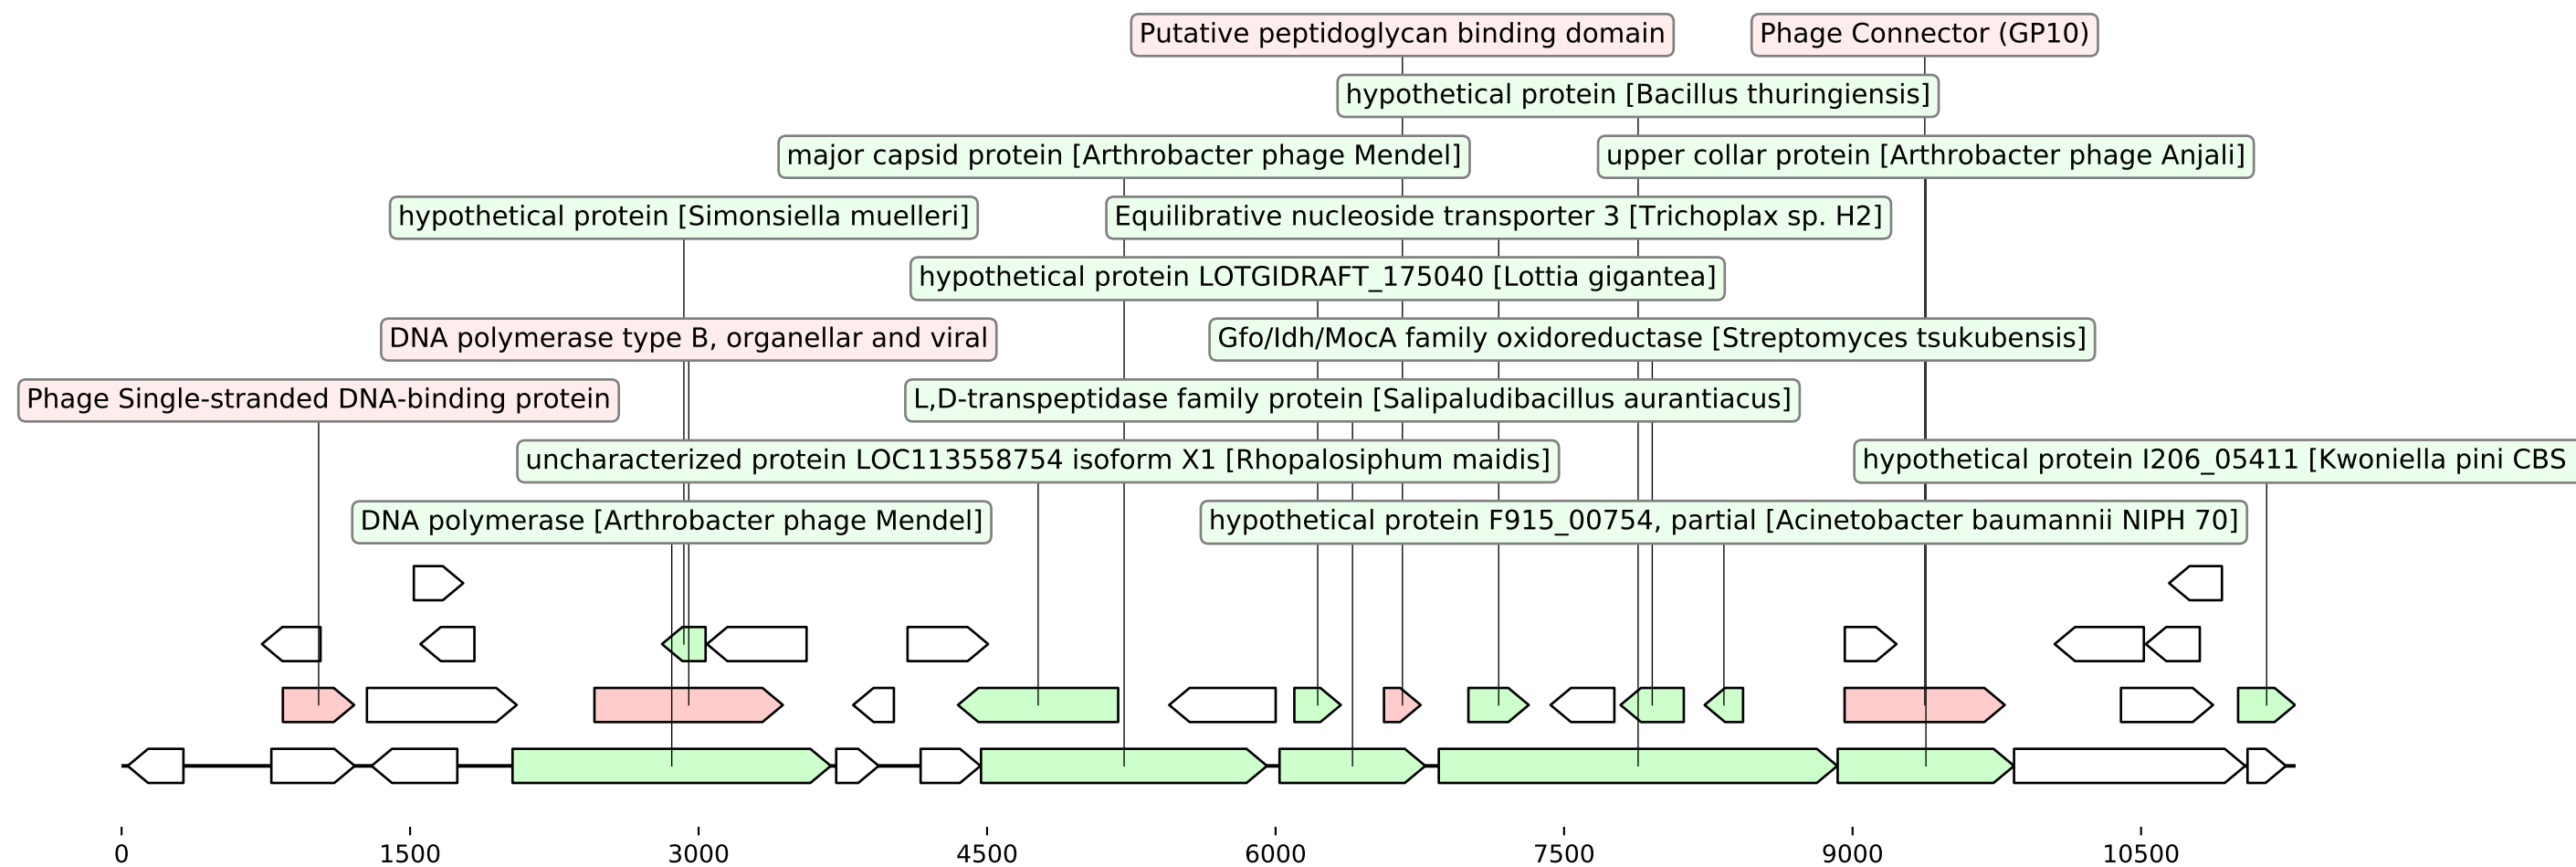 Putative peptidoglycan binding domain
Phage Connector (GP10)
hypothetical protein [Bacillus thuringiensis]
major capsid protein [Arthrobacter phage Mendel]
upper collar protein [Arthrobacter phage Anjali]
hypothetical protein [Simonsiella muelleri]
Equilibrative nucleoside transporter 3 [Trichoplax sp. H2]
hypothetical protein LOTGIDRAFT_175040 [Lottia gigantea]
DNA polymerase type B, organellar and viral
Gfo/Idh/MocA family oxidoreductase [Streptomyces tsukubensis]
Phage Single-stranded DNA-binding protein
L,D-transpeptidase family protein [Salipaludibacillus aurantiacus]
uncharacterized protein LOC113558754 isoform X1 [Rhopalosiphum maidis]
hypothetical protein I206_05411 [Kwoniella pini CBS
DNA polymerase [Arthrobacter phage Mendel]
hypothetical protein F915_00754, partial [Acinetobacter baumannii NIPH 70]
0 1500 3000 4500 6000 7500 9000 10500